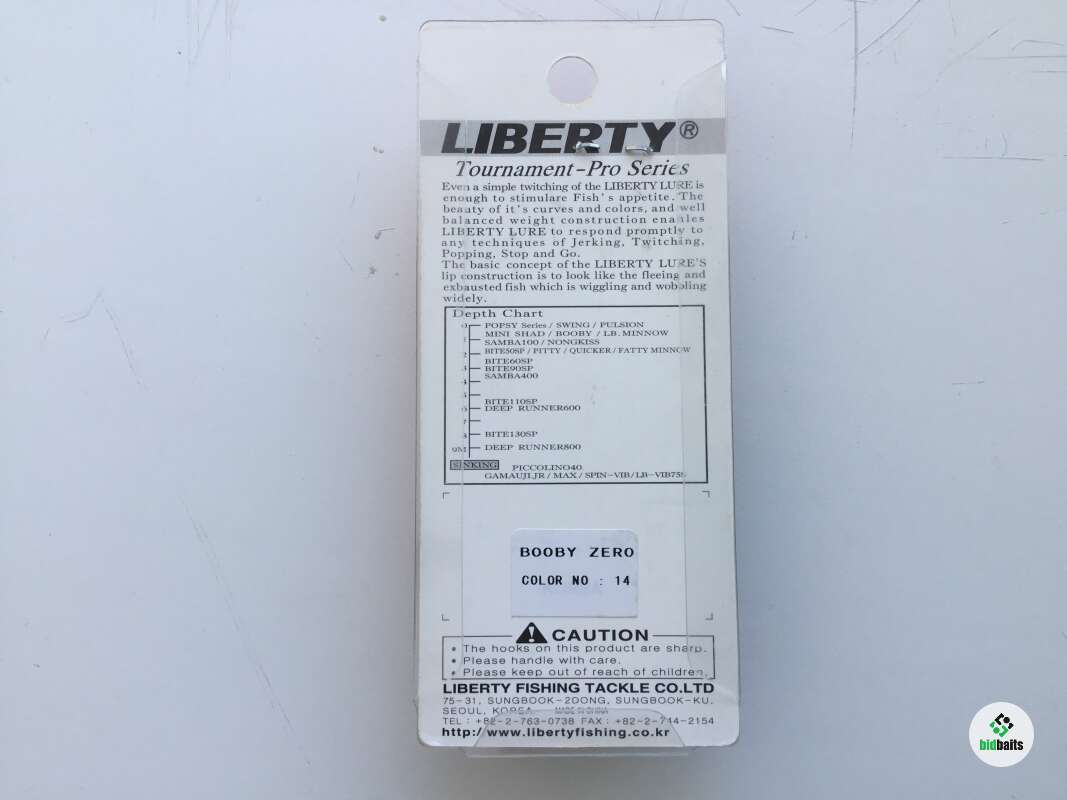 LIBERTY®
Tournament-Pro Series
Even a simple twitching of the LIBERTY LURE is
enough to stimulare Fish's appetite. The
beauty of it's curves and colors, and well
balanced weight construction enables
LIBERTY LURE to respond promptly to
any techniques of Jerking, Twitching,
Popping, Stop and Go.
The basic concept of the LIBERTY LURE'S
lip construction is to look like the fleeing and
exbausted fish which is wiggling and wobbling
widely.
Depth Chart
0 POPSY Series / SWING / PULSION
MINI SHAD / BOOBY / LB. MINNOW
1 SAMBA100 / NONGKISS
2 BITE50SP / PITTY / QUICKER / FATTY MINNOW
BITE60SP
3 BITE90SP
SAMBA400
4
5
BITE110SP
6 DEEP RUNNER600
7
8 BITE130SP
9M DEEP RUNNER800
SINKING PICCOLINO40
GAMAUJI.JR / MAX / SPIN-VIB / LB-VIB75S
BOOBY ZERO
COLOR NO : 14
CAUTION
• The hooks on this product are sharp.
• Please handle with care.
• Please keep out of reach of children.
LIBERTY FISHING TACKLE CO.LTD
75-31, SUNGBOOK-2DONG, SUNGBOOK-KU,
SEOUL, KOREA MADE IN CHINA
TEL : +82-2-763-0738 FAX : +82-2-744-2154
http://www.libertyfishing.co.kr
bidbaits